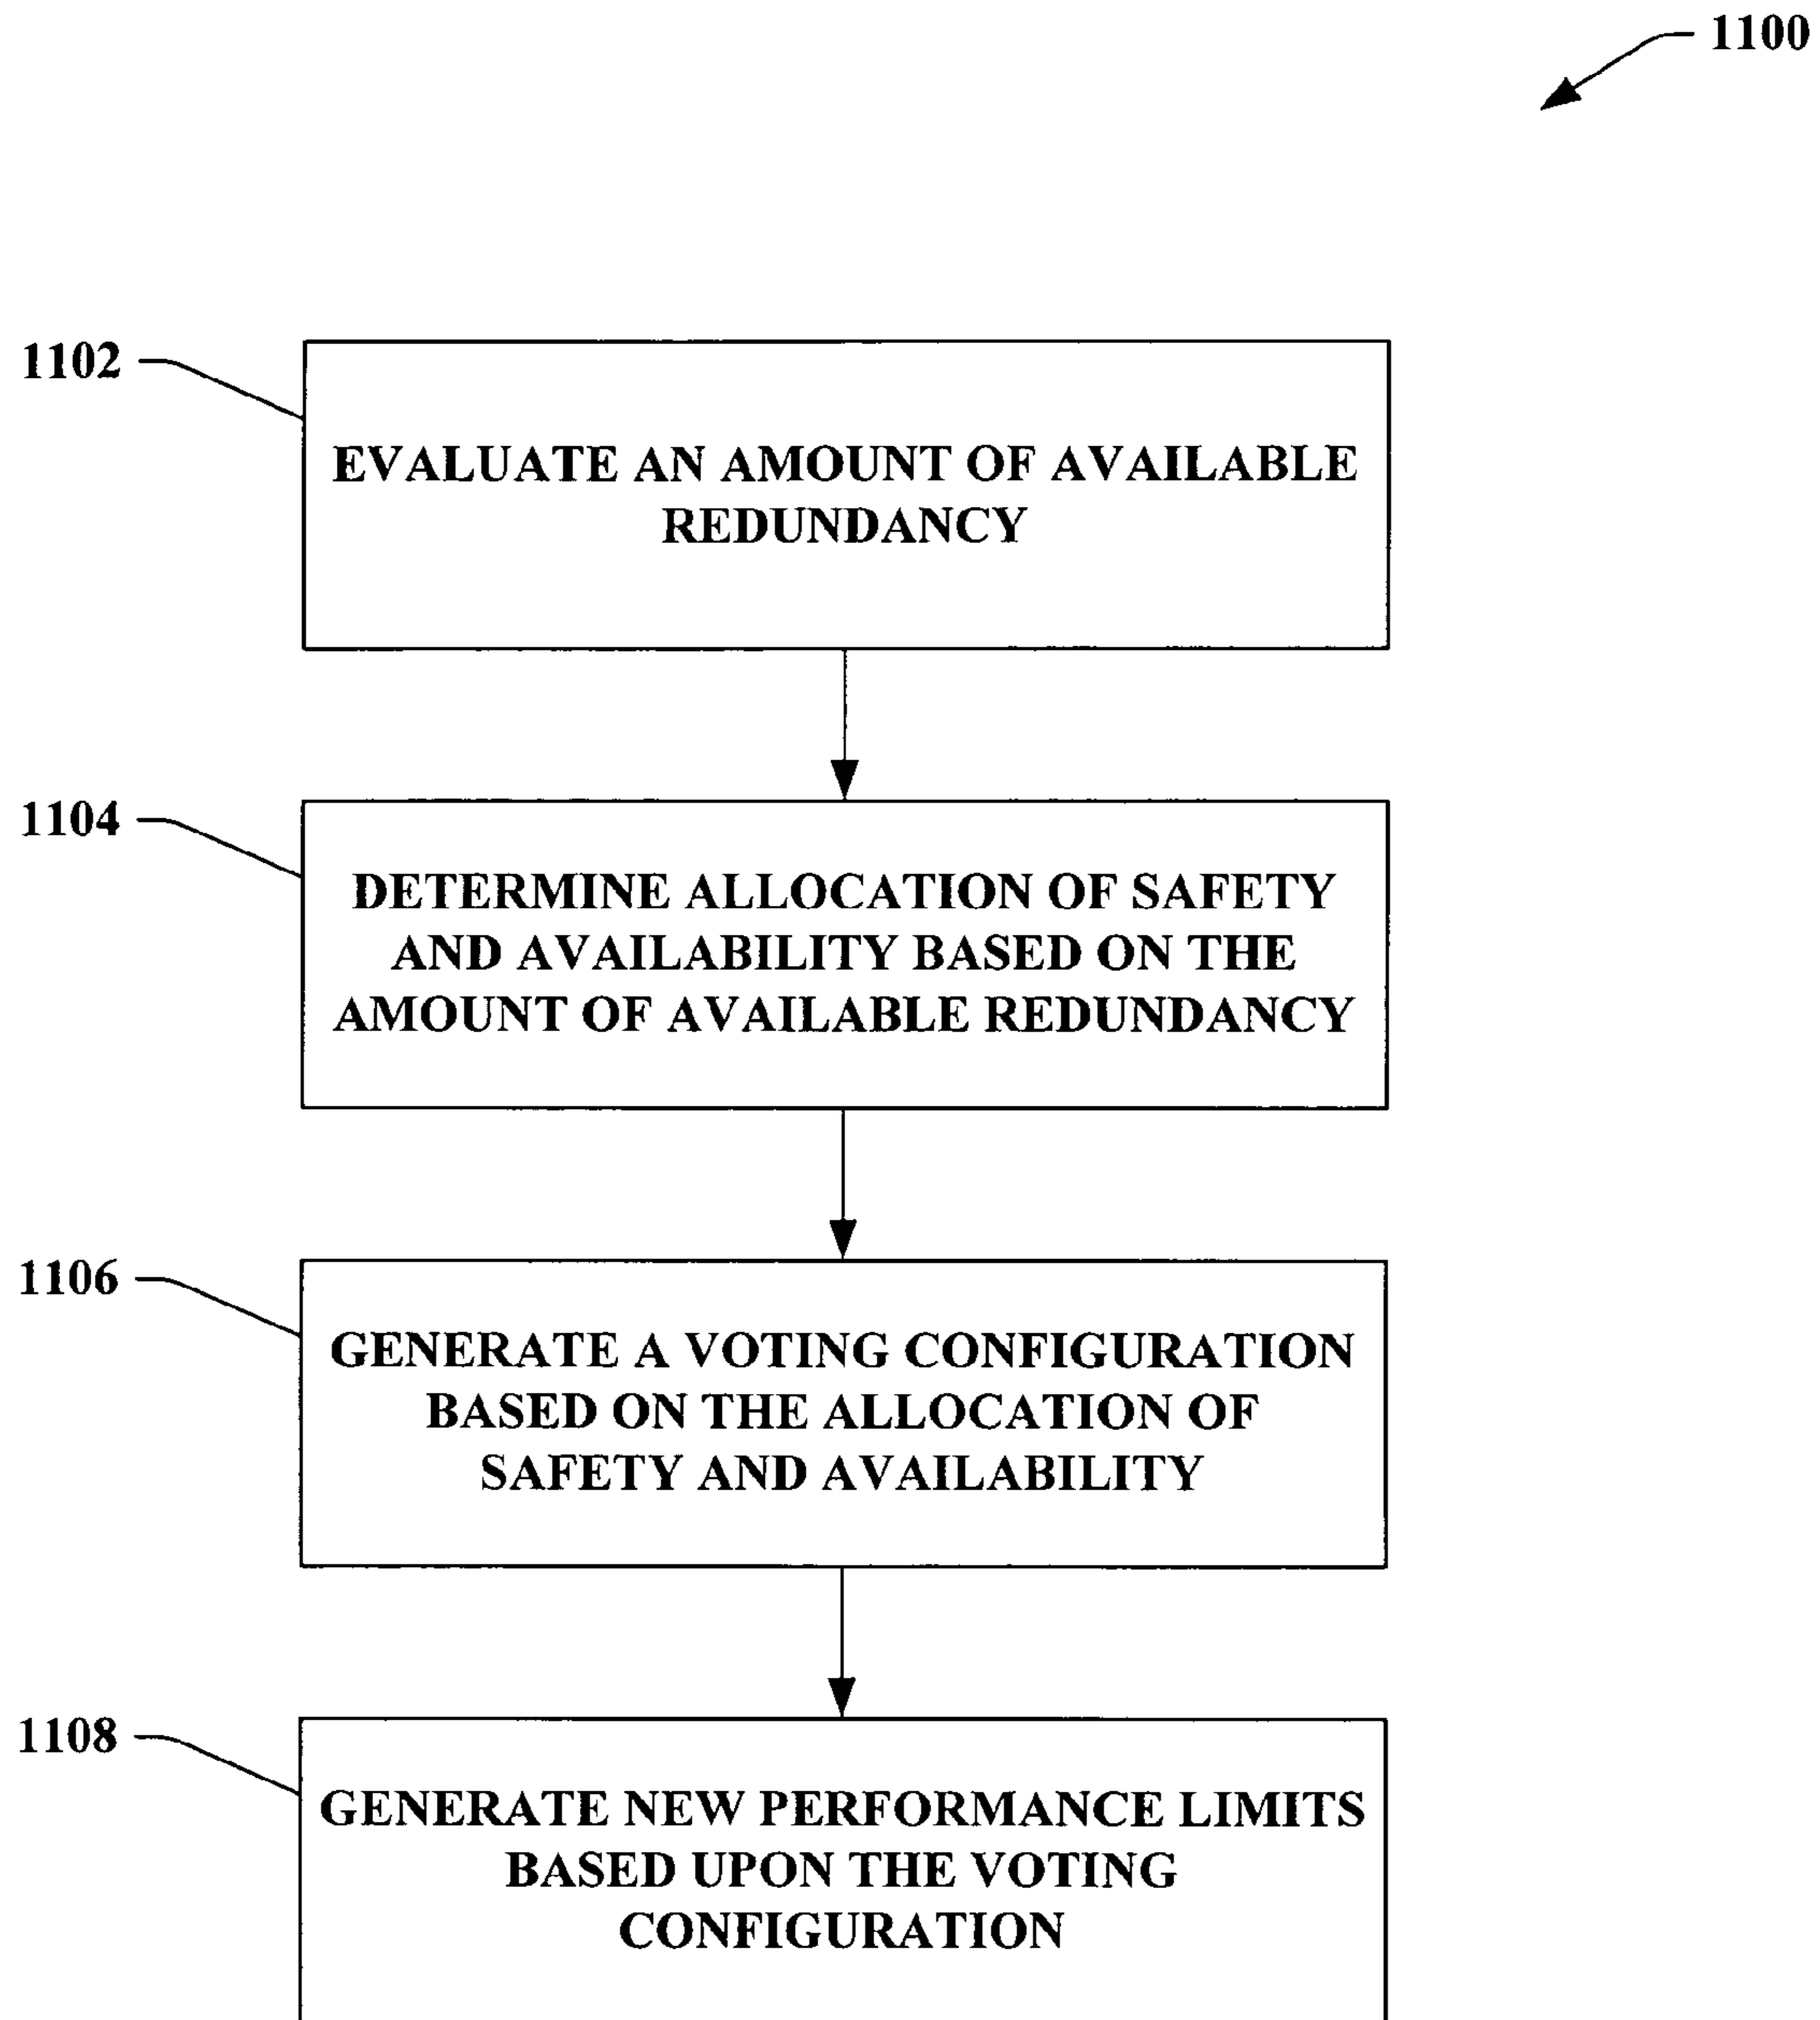 1100
1102
EVALUATE AN AMOUNT OF AVAILABLE
REDUNDANCY
1104
DETERMINE ALLOCATION OF SAFETY
AND AVAILABILITY BASED ON THE
AMOUNT OF AVAILABLE REDUNDANCY
1106
GENERATE A VOTING CONFIGURATION
BASED ON THE ALLOCATION OF
SAFETY AND AVAILABILITY
1108
GENERATE NEW PERFORMANCE LIMITS
BASED UPON THE VOTING
CONFIGURATION